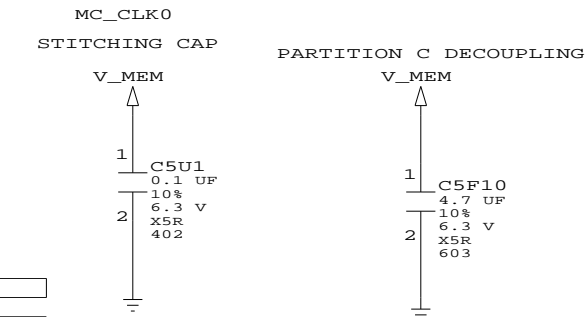 MC_CLK0
STITCHING CAP
V_MEM
1
C5U1
0.1 UF
10%
6.3 V
X5R
402
2
PARTITION C DECOUPLING
V_MEM
1
C5F10
4.7 UF
10%
6.3 V
X5R
603
2